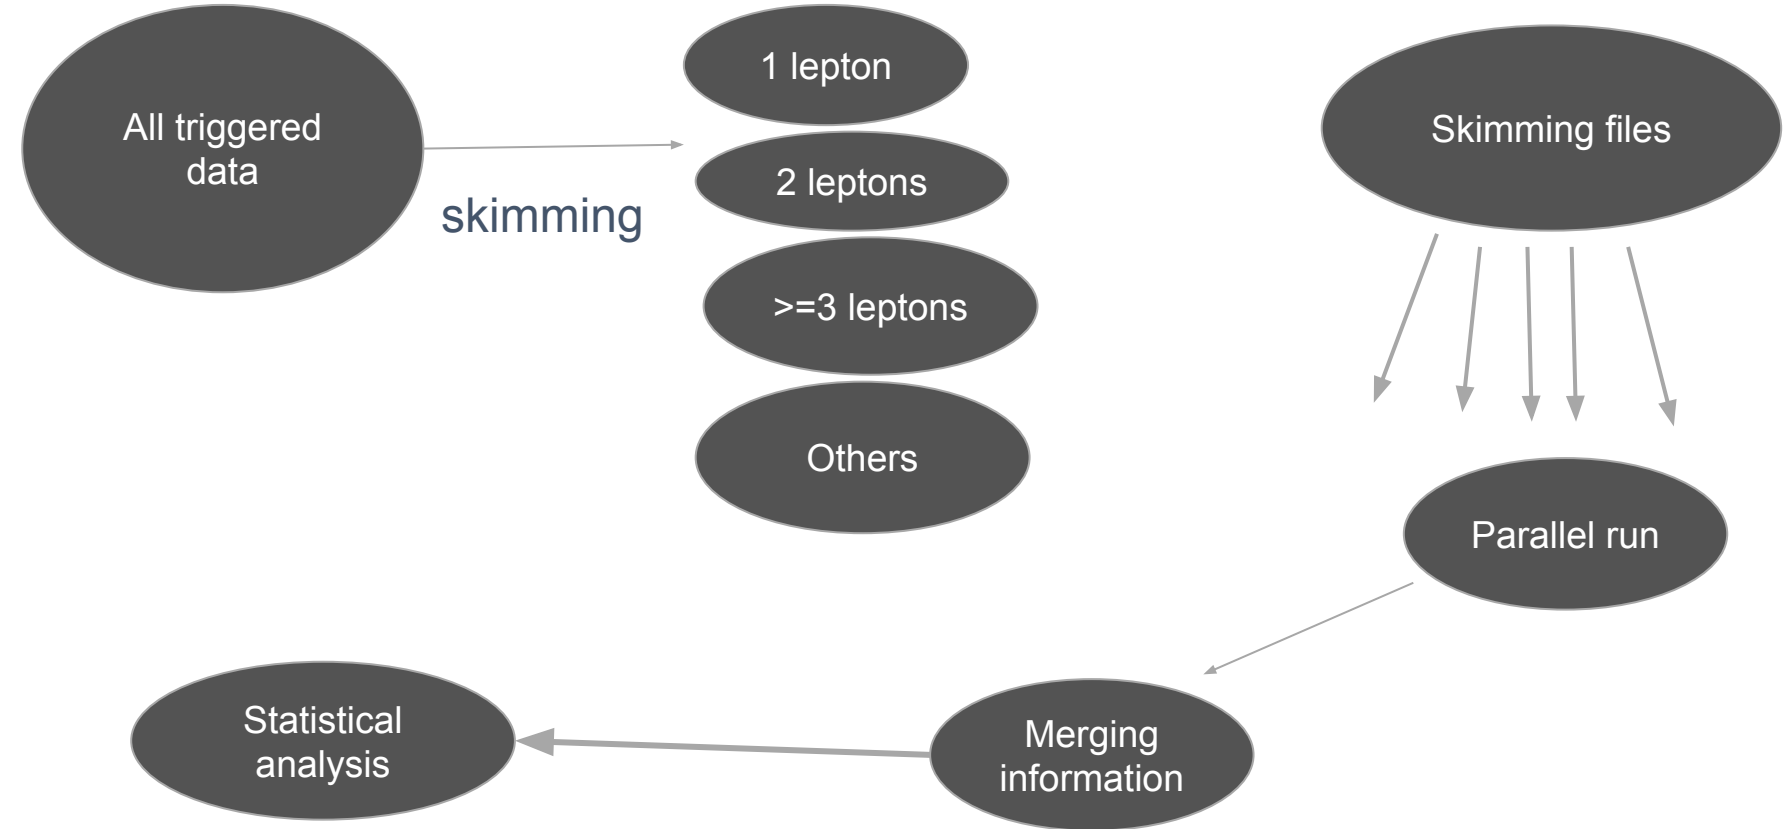 All triggered
data
skimming
1 lepton
2 leptons
>=3 leptons
Others
Skimming files
Parallel run
Merging
information
Statistical
analysis